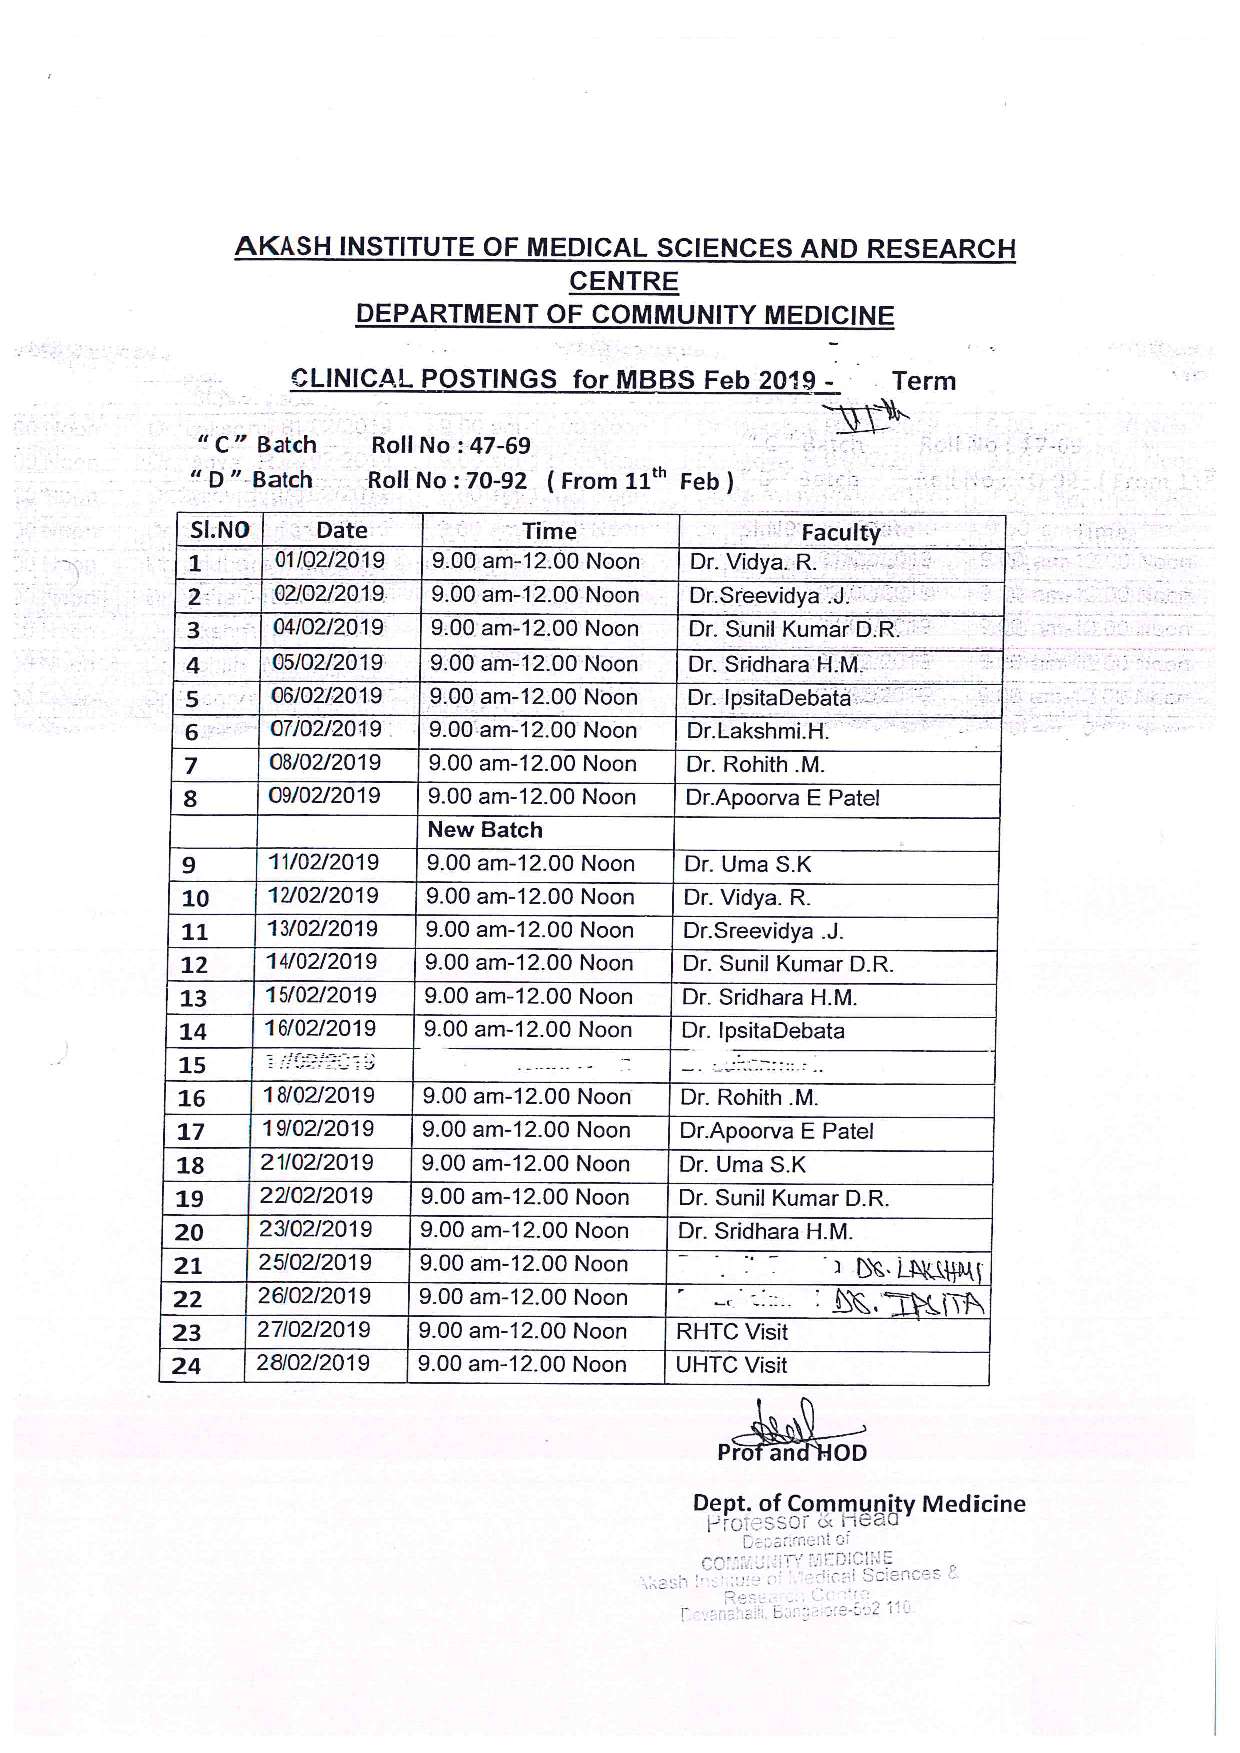 AKASH INSTITUTE OF MEDICAL SCIENCES AND RESEARCH
CENTRE
DEPARTMENT OF COMMUNITY MEDICINE
CLINICAL POSTINGS for MBBS Feb 2019 - VIth Term
“ C ” Batch Roll No : 47-69
“ D ” Batch Roll No : 70-92 ( From 11th Feb )
Sl.NO Date Time Faculty
1 01/02/2019 9.00 am-12.00 Noon Dr. Vidya. R.
2 02/02/2019 9.00 am-12.00 Noon Dr.Sreevidya .J.
3 04/02/2019 9.00 am-12.00 Noon Dr. Sunil Kumar D.R.
4 05/02/2019 9.00 am-12.00 Noon Dr. Sridhara H.M.
5 06/02/2019 9.00 am-12.00 Noon Dr. IpsitaDebata
6 07/02/2019 9.00 am-12.00 Noon Dr.Lakshmi.H.
7 08/02/2019 9.00 am-12.00 Noon Dr. Rohith .M.
8 09/02/2019 9.00 am-12.00 Noon Dr.Apoorva E Patel
New Batch
9 11/02/2019 9.00 am-12.00 Noon Dr. Uma S.K
10 12/02/2019 9.00 am-12.00 Noon Dr. Vidya. R.
11 13/02/2019 9.00 am-12.00 Noon Dr.Sreevidya .J.
12 14/02/2019 9.00 am-12.00 Noon Dr. Sunil Kumar D.R.
13 15/02/2019 9.00 am-12.00 Noon Dr. Sridhara H.M.
14 16/02/2019 9.00 am-12.00 Noon Dr. IpsitaDebata
15
16 18/02/2019 9.00 am-12.00 Noon Dr. Rohith .M.
17 19/02/2019 9.00 am-12.00 Noon Dr.Apoorva E Patel
18 21/02/2019 9.00 am-12.00 Noon Dr. Uma S.K
19 22/02/2019 9.00 am-12.00 Noon Dr. Sunil Kumar D.R.
20 23/02/2019 9.00 am-12.00 Noon Dr. Sridhara H.M.
21 25/02/2019 9.00 am-12.00 Noon DR. LAKSHMI
22 26/02/2019 9.00 am-12.00 Noon DR. IPSITA
23 27/02/2019 9.00 am-12.00 Noon RHTC Visit
24 28/02/2019 9.00 am-12.00 Noon UHTC Visit
Prof and HOD
Dept. of Community Medicine
Professor & Head
Department of
COMMUNITY MEDICINE
Akash Institute of Medical Sciences &
Research Centre
Devanahalli, Bangalore-562 110